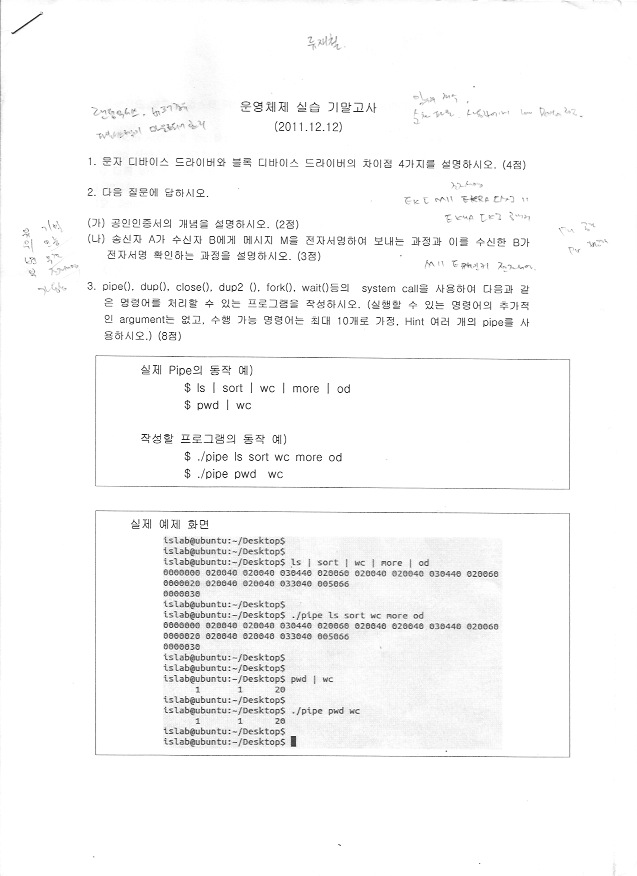 류재철
운영체제 실습 기말고사
(2011.12.12)
1. 문자 디바이스 드라이버와 블록 디바이스 드라이버의 차이점 4가지를 설명하시오. (4점)
2. 다음 질문에 답하시오.
(가) 공인인증서의 개념을 설명하시오. (2점)
(나) 송신자 A가 수신자 B에게 메시지 M을 전자서명하여 보내는 과정과 이를 수신한 B가
전자서명 확인하는 과정을 설명하시오. (3점)
3. pipe(). dup(). close(). dup2 (). fork(). wait()등의 system call을 사용하여 다음과 같
은 명령어를 처리할 수 있는 프로그램을 작성하시오. (실행할 수 있는 명령어의 추가적
인 argument는 없고. 수행 가능 명령어는 최대 10개로 가정. Hint 여러 개의 pipe를 사
용하시오.) (8점)
실제 Pipe의 동작 예)
$ ls | sort | wc | more | od
$ pwd | wc
작성할 프로그램의 동작 예)
$ ./pipe ls sort wc more od
$ ./pipe pwd wc
실제 예제 화면
islab@ubuntu:~/Desktop$
islab@ubuntu:~/Desktop$
islab@ubuntu:~/Desktop$ ls | sort | wc | more | od
0000000 020040 020040 030440 020060 020040 020040 030440 020060
0000020 020040 020040 033040 005066
0000030
islab@ubuntu:~/Desktop$
islab@ubuntu:~/Desktop$ ./pipe ls sort wc more od
0000000 020040 020040 030440 020060 020040 020040 030440 020060
0000020 020040 020040 033040 005066
0000030
islab@ubuntu:~/Desktop$
islab@ubuntu:~/Desktop$
islab@ubuntu:~/Desktop$ pwd | wc
1 1 20
islab@ubuntu:~/Desktop$ ./pipe pwd wc
1 1 20
islab@ubuntu:~/Desktop$
islab@ubuntu:~/Desktop$